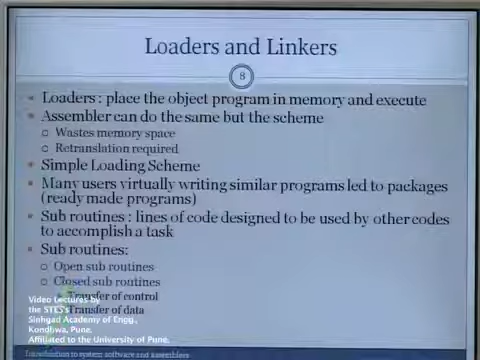 Loaders and Linkers
8
Loaders : place the object program in memory and execute
Assembler can do the same but the scheme
Wastes memory space
Retranslation required
Simple Loading Scheme
Many users virtually writing similar programs led to packages
(ready made programs)
Sub routines : lines of code designed to be used by other codes
to accomplish a task
Sub routines:
Open sub routines
Closed sub routines
Transfer of control
Transfer of data
Video Lectures by
the STES's
Sinhgad Academy of Engg.,
Kondhwa, Pune.
Affiliated to the University of Pune.
Introduction to system software and assemblers